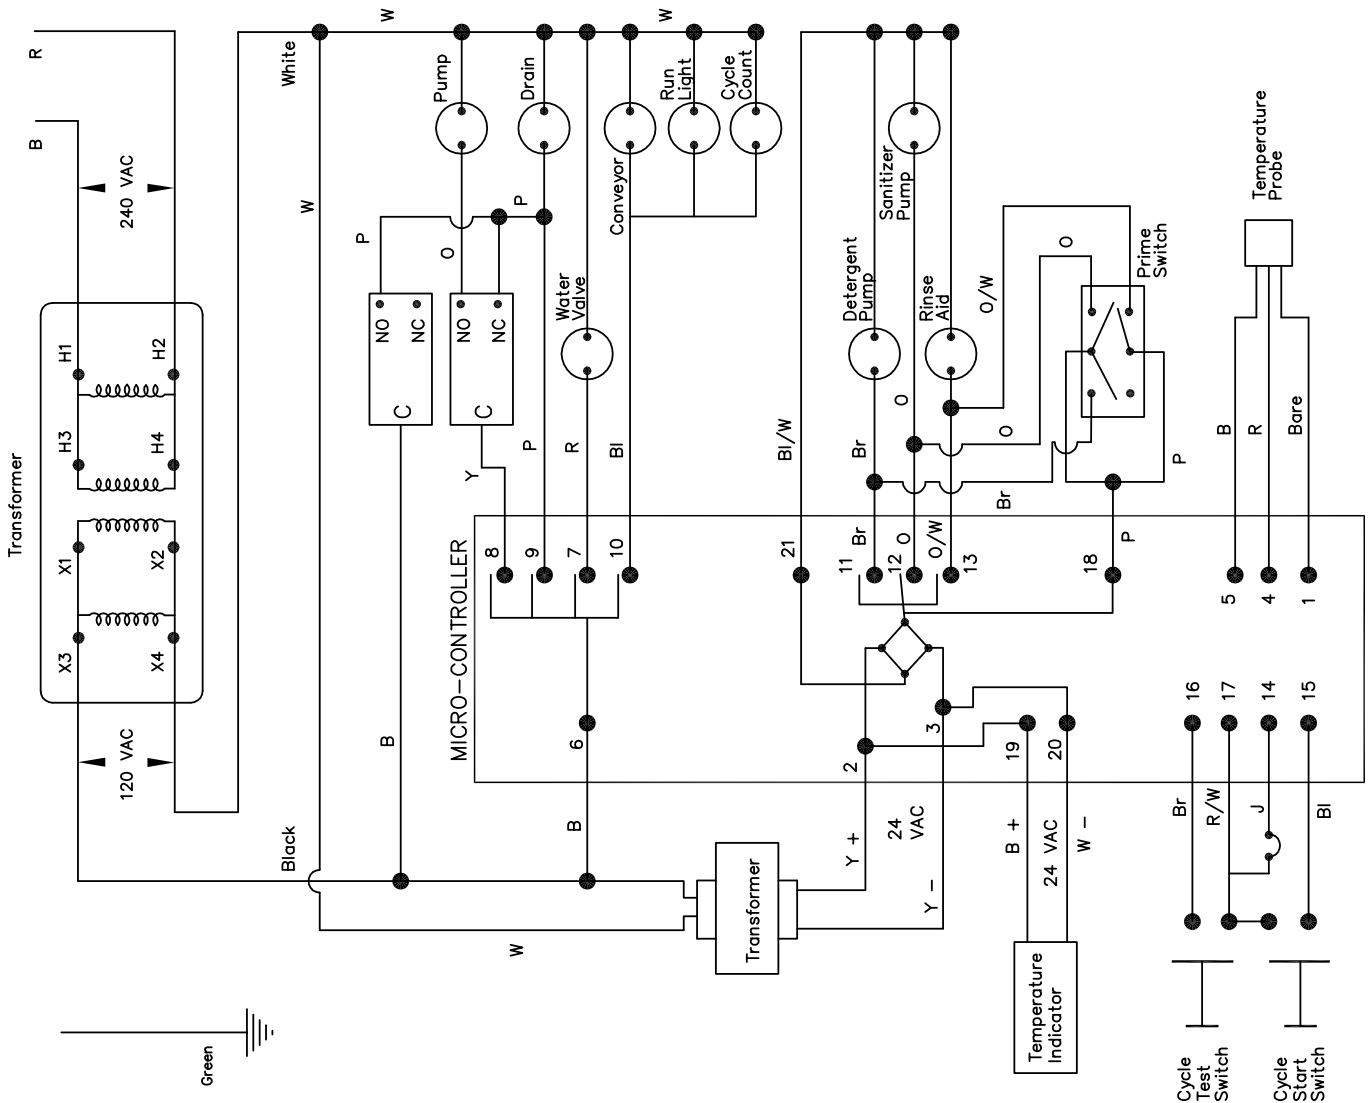 Transformer
R
B
240 VAC
H1
H2
H3
H4
X1
X2
X3
X4
120 VAC
Green
W
W
White
W
Black
W
Pump
Drain
Run
Light
Cycle
Count
Conveyor
P
P
O
NO
NC
C
NO
NC
C
Water
Valve
Y
P
R
Bl
B
B
MICRO-CONTROLLER
8
9
7
10
6
Transformer
Sanitizer
Pump
Detergent
Pump
Rinse
Aid
O/W
O
Prime
Switch
Bl/W
Br
O
O
Br
P
21
11
Br
12
O
O/W
13
18
P
2
3
19
20
Y +
24
VAC
Y -
B +
24 VAC
W -
Temperature
Indicator
Temperature
Probe
B
R
Bare
5
4
1
16
17
14
15
Br
R/W
J
Bl
Cycle
Test
Switch
Cycle
Start
Switch